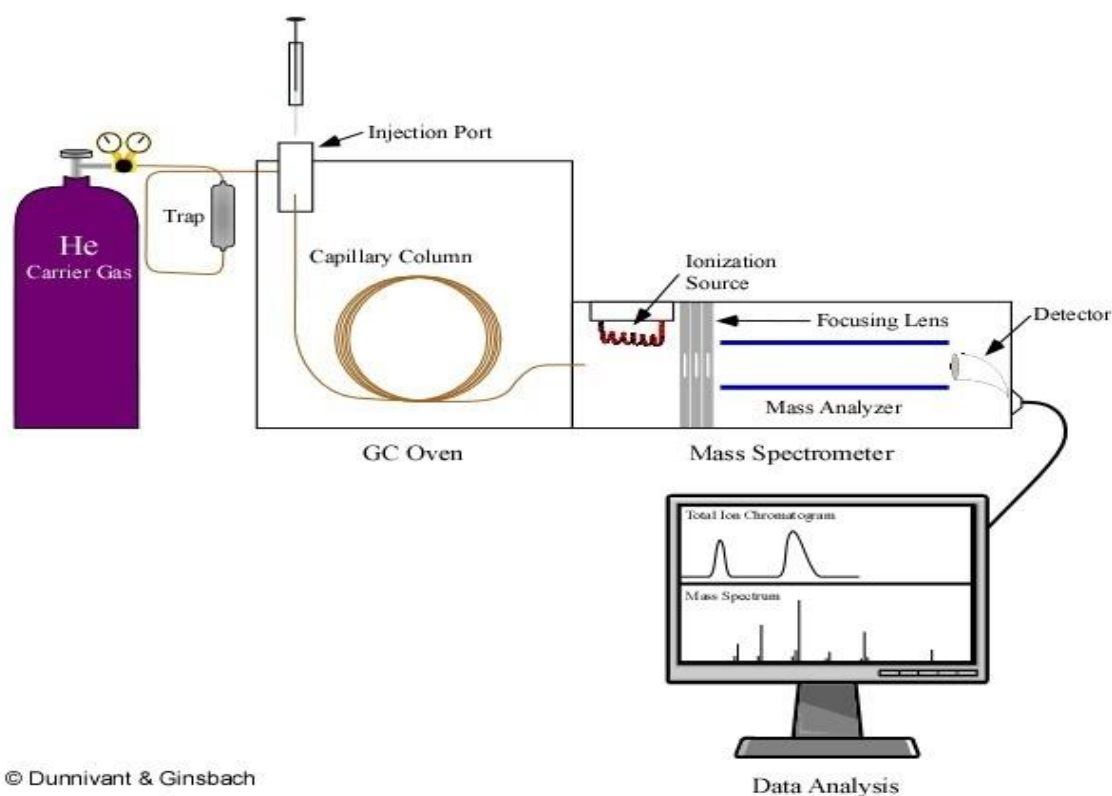 Injection Port
Trap
He
Carrier Gas
Capillary Column
Ionization
Source
Focusing Lens
Detector
Mass Analyzer
GC Oven
Mass Spectrometer
Total Ion Chromatogram
Mass Spectrum
© Dunnivant & Ginsbach
Data Analysis